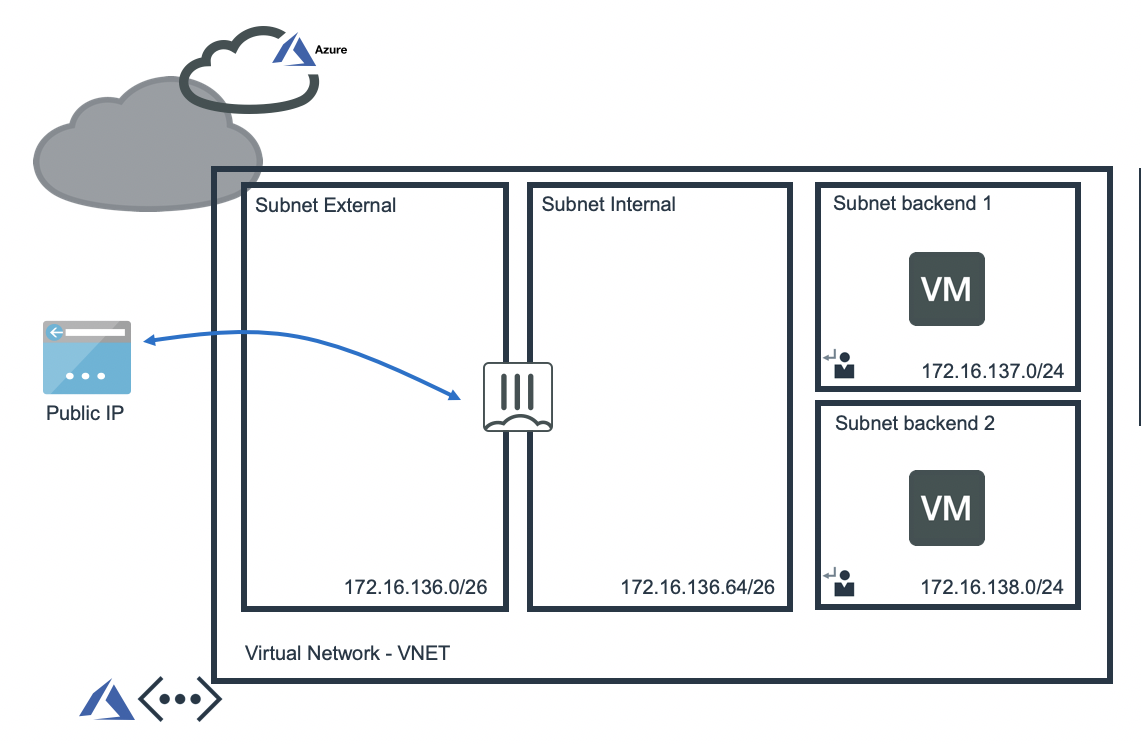 Azure
Subnet External
Subnet Internal
Subnet backend 1
VM
172.16.137.0/24
Public IP
Subnet backend 2
VM
172.16.136.0/26
172.16.136.64/26
172.16.138.0/24
Virtual Network - VNET